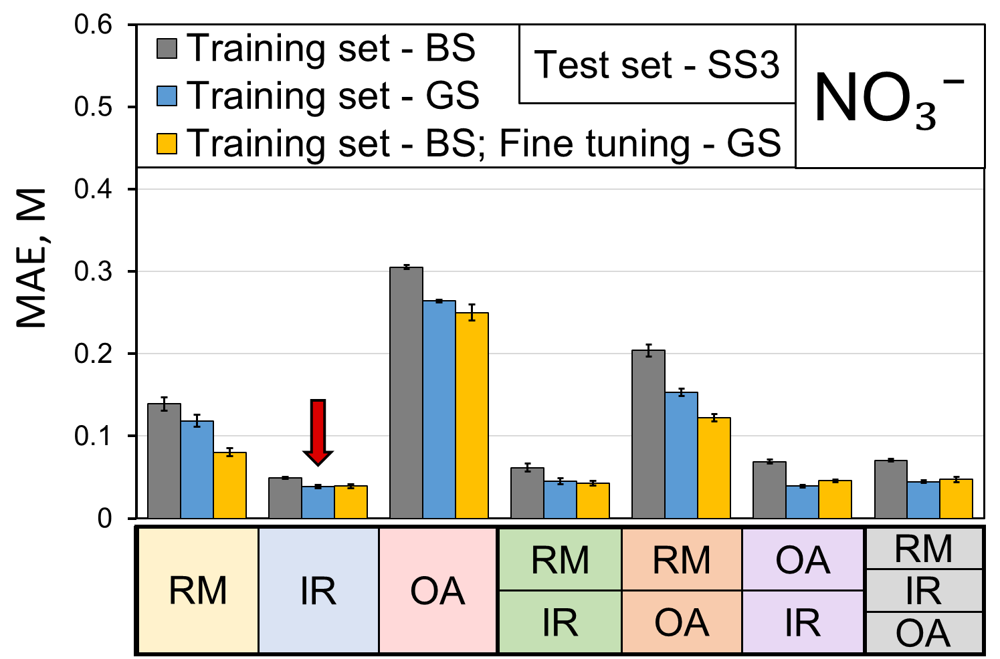 0.6
0.5
0.4
0.3
0.2
0.1
0
MAE, M
Training set - BS
Training set - GS
Training set - BS; Fine tuning - GS
Test set - SS3
NO₃⁻
RM
IR
OA
RM
IR
RM
OA
OA
IR
RM
IR
OA